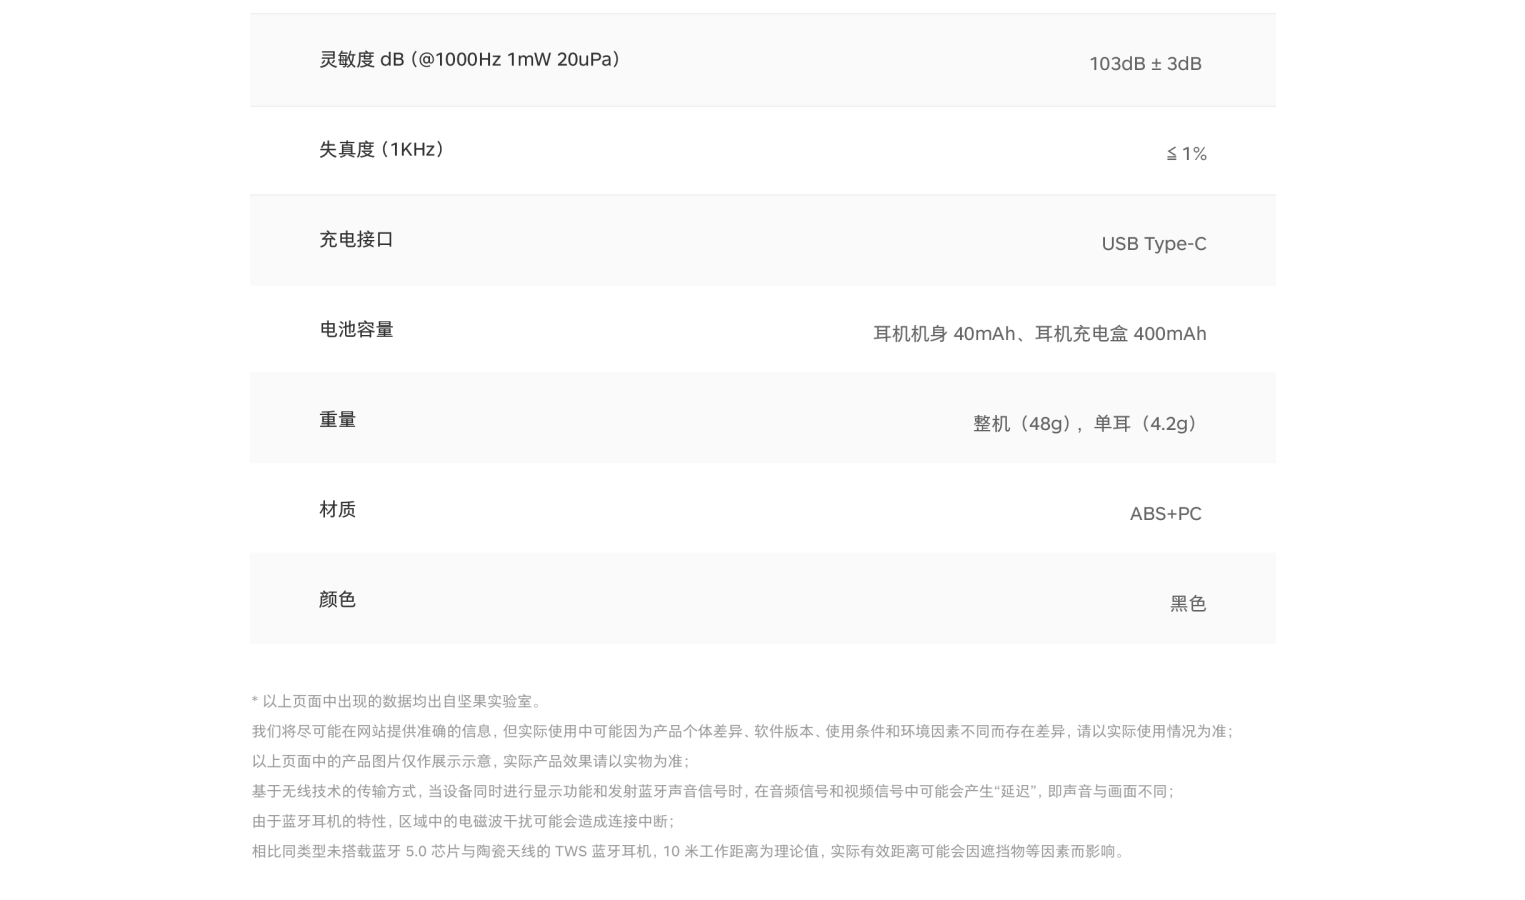 灵敏度 dB（@1000Hz 1mW 20uPa）
103dB ± 3dB
失真度（1KHz）
≦ 1%
充电接口
USB Type-C
电池容量
耳机机身 40mAh、耳机充电盒 400mAh
重量
整机（48g），单耳（4.2g）
材质
ABS+PC
颜色
黑色
* 以上页面中出现的数据均出自坚果实验室。
我们将尽可能在网站提供准确的信息，但实际使用中可能因为产品个体差异、软件版本、使用条件和环境因素不同而存在差异，请以实际使用情况为准；
以上页面中的产品图片仅作展示示意，实际产品效果请以实物为准；
基于无线技术的传输方式，当设备同时进行显示功能和发射蓝牙声音信号时，在音频信号和视频信号中可能会产生“延迟”，即声音与画面不同；
由于蓝牙耳机的特性，区域中的电磁波干扰可能会造成连接中断；
相比同类型未搭载蓝牙 5.0 芯片与陶瓷天线的 TWS 蓝牙耳机，10 米工作距离为理论值，实际有效距离可能会因遮挡物等因素而影响。